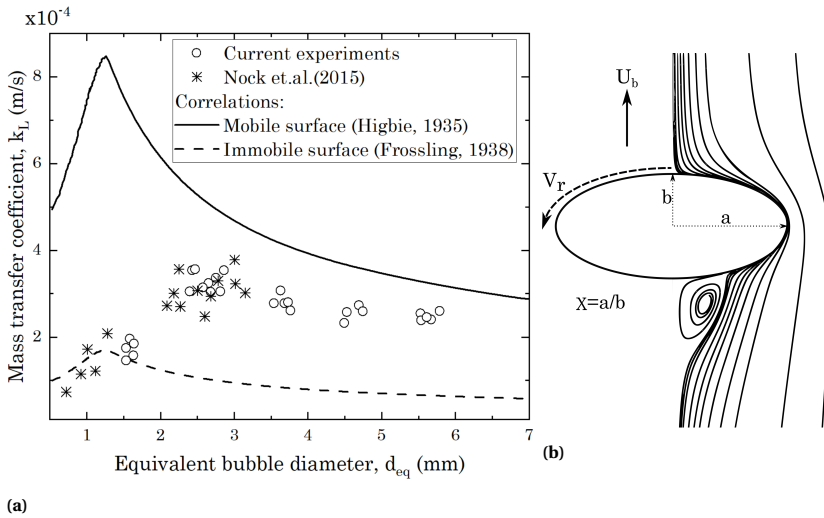 x10⁻⁴
8
6
4
2
1
2
3
4
5
6
7
Mass transfer coefficient, k_L (m/s)
Equivalent bubble diameter, d_eq (mm)
Current experiments
Nock et.al.(2015)
Correlations:
Mobile surface (Higbie, 1935)
Immobile surface (Frossling, 1938)
(a)
U_b
V_r
b
a
X=a/b
(b)